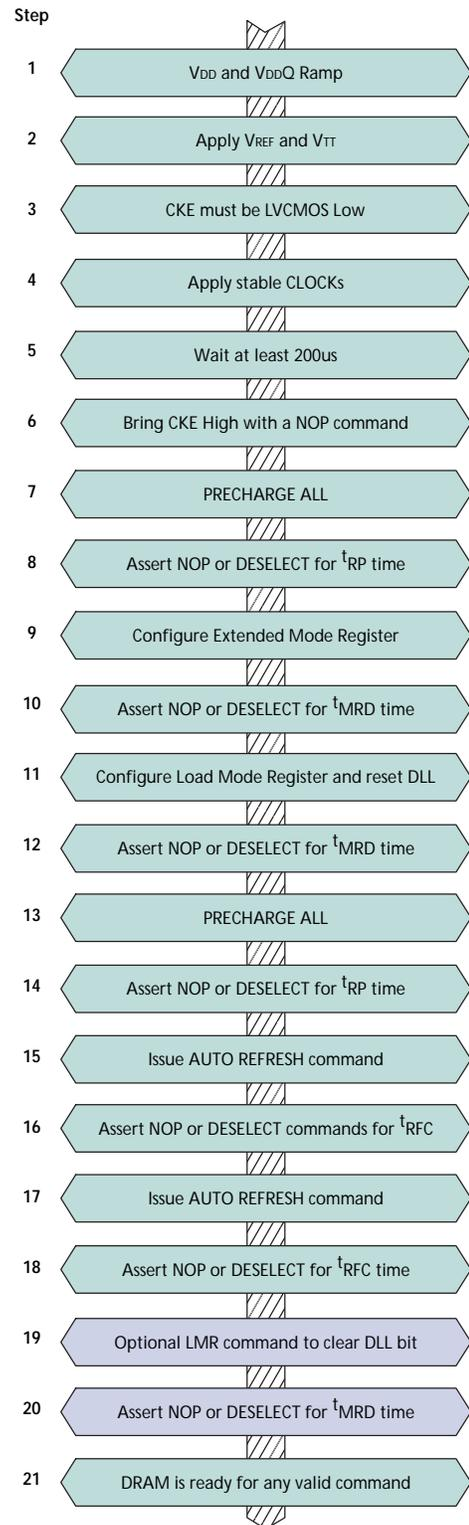 Step
1 VDD and VDDQ Ramp
2 Apply VREF and VTT
3 CKE must be LVCMOS Low
4 Apply stable CLOCKs
5 Wait at least 200us
6 Bring CKE High with a NOP command
7 PRECHARGE ALL
8 Assert NOP or DESELECT for tRP time
9 Configure Extended Mode Register
10 Assert NOP or DESELECT for tMRD time
11 Configure Load Mode Register and reset DLL
12 Assert NOP or DESELECT for tMRD time
13 PRECHARGE ALL
14 Assert NOP or DESELECT for tRP time
15 Issue AUTO REFRESH command
16 Assert NOP or DESELECT commands for tRFC
17 Issue AUTO REFRESH command
18 Assert NOP or DESELECT for tRFC time
19 Optional LMR command to clear DLL bit
20 Assert NOP or DESELECT for tMRD time
21 DRAM is ready for any valid command